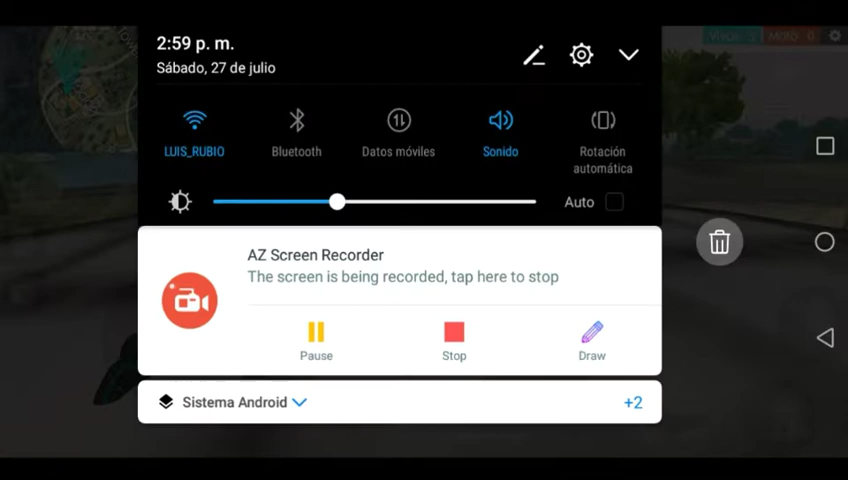 2:59 p. m.
Sábado, 27 de julio
LUIS_RUBIO
Bluetooth
Datos móviles
Sonido
Rotación
automática
Auto
AZ Screen Recorder
The screen is being recorded, tap here to stop
Pause
Stop
Draw
Sistema Android
+2